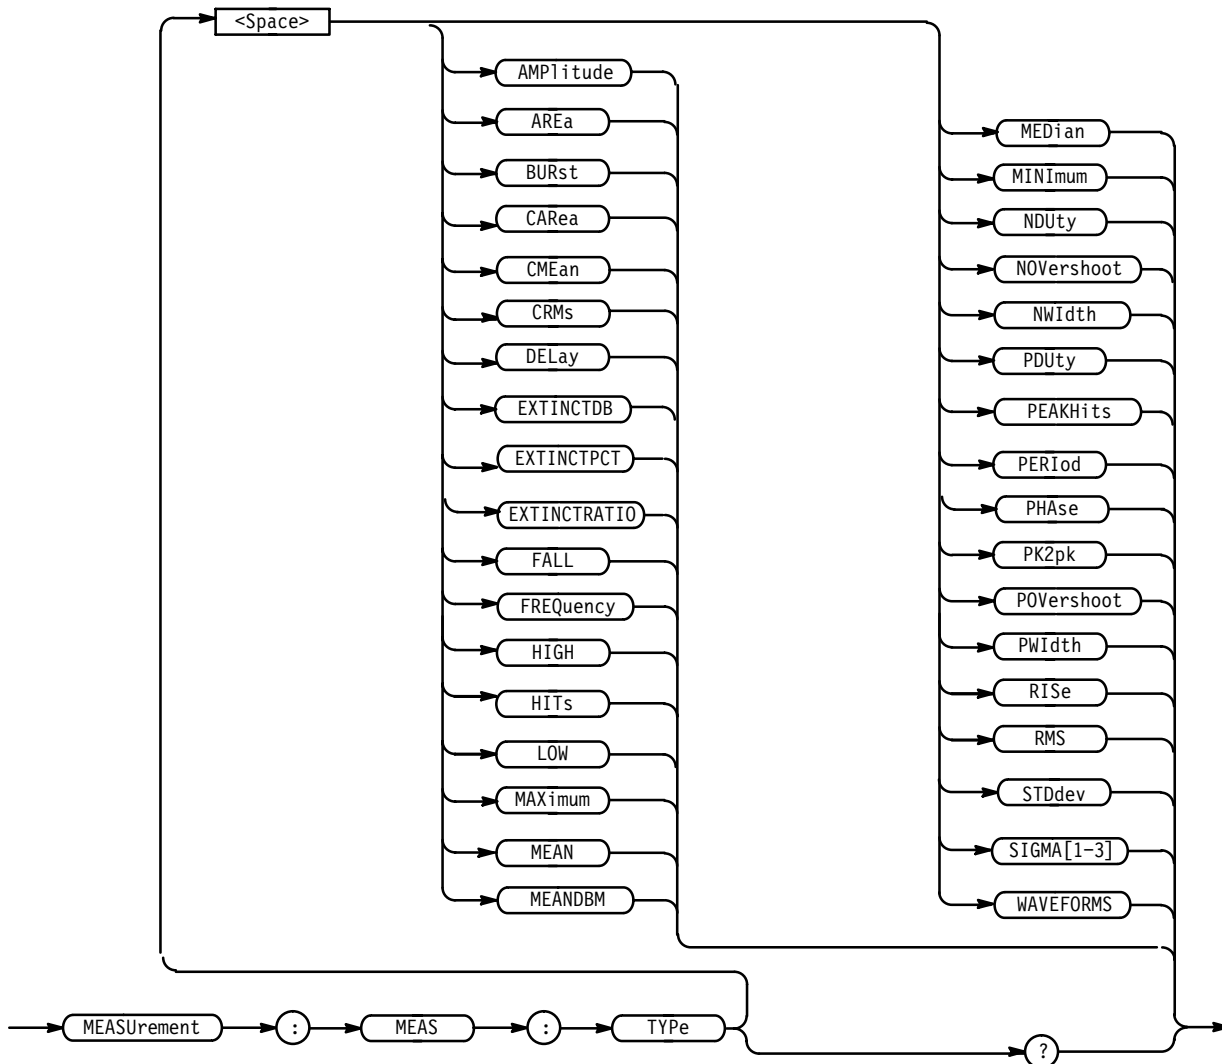 <Space>
AMPlitude
AREa
BURst
CARea
CMEan
CRMs
DELay
EXTINCTDB
EXTINCTPCT
EXTINCTRATIO
FALL
FREQuency
HIGH
HITs
LOW
MAXimum
MEAN
MEANDBM
MEDian
MINImum
NDUty
NOVershoot
NWIdth
PDUty
PEAKHits
PERIod
PHAse
PK2pk
POVershoot
PWIdth
RISe
RMS
STDdev
SIGMA[1-3]
WAVEFORMS
MEASUrement : MEAS : TYPe
?